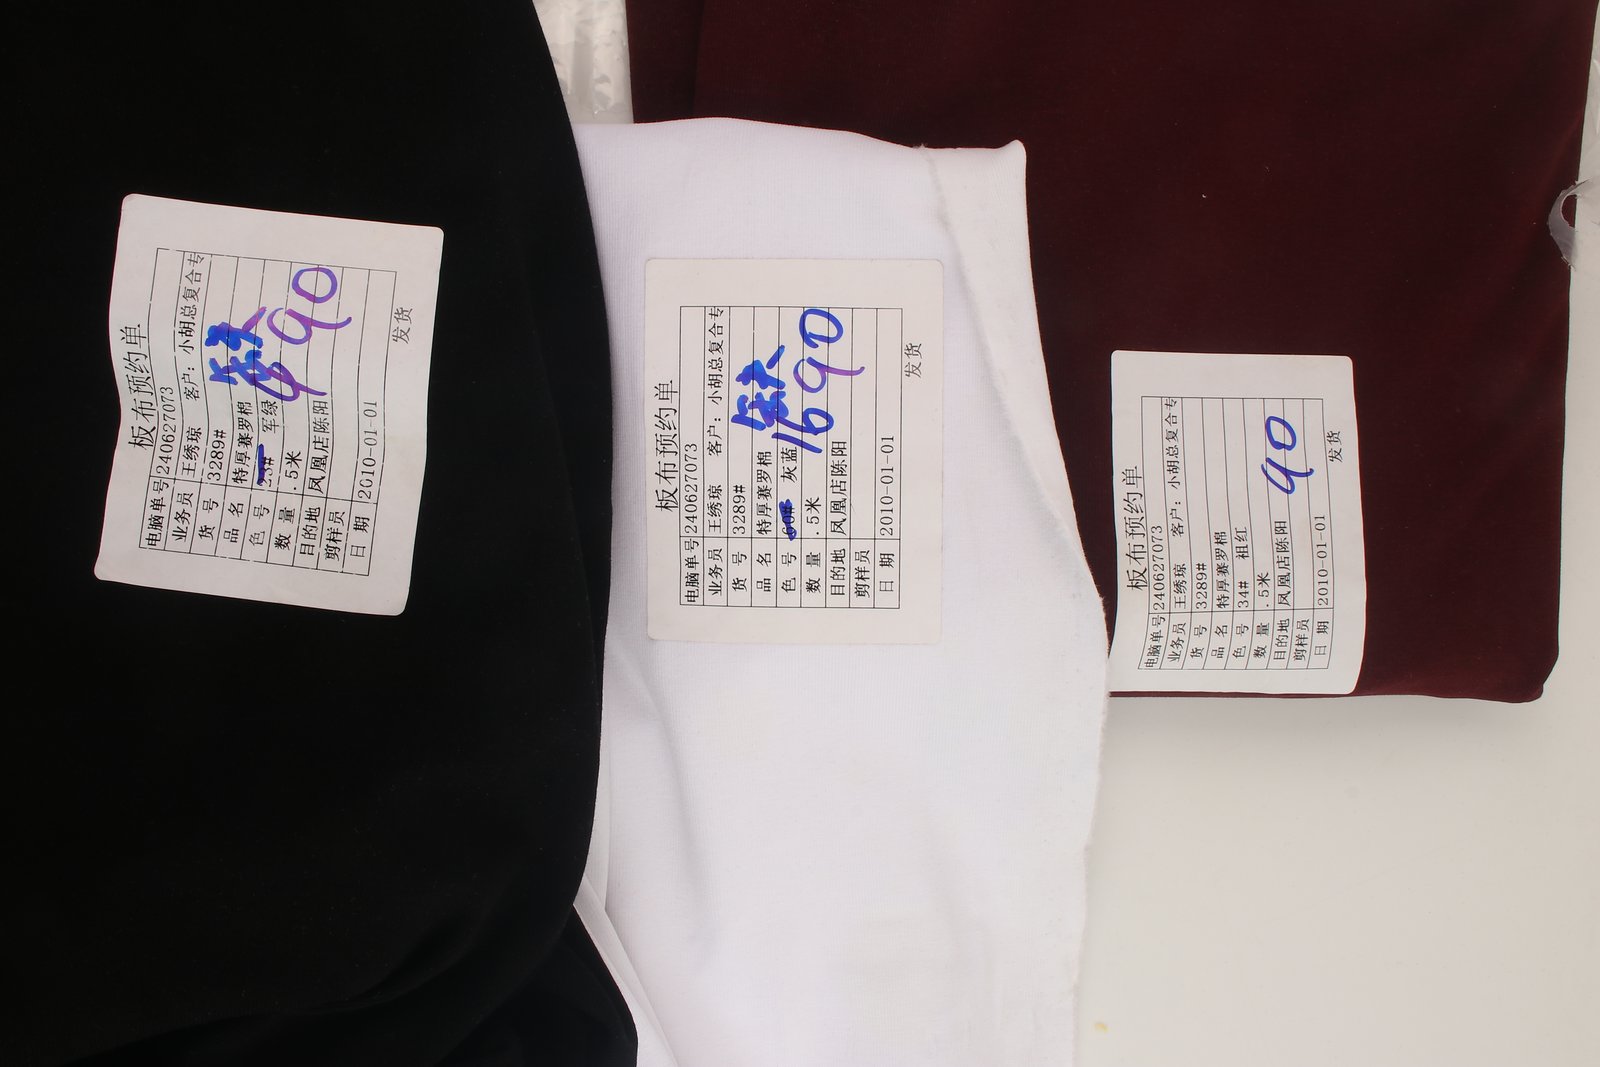 板布预约单
电脑单号 240627073
业务员 王绣琼 客户：小胡总复合专
货号 3289#
品名 特厚赛罗棉
色号 23# 军绿
数量 .5米
目的地 凤凰店陈阳
剪样员
日期 2010-01-01
发货
90
板布预约单
电脑单号 240627073
业务员 王绣琼 客户：小胡总复合专
货号 3289#
品名 特厚赛罗棉
色号 60# 灰蓝
数量 .5米
目的地 凤凰店陈阳
剪样员
日期 2010-01-01
发货
16
90
板布预约单
电脑单号 240627073
业务员 王绣琼 客户：小胡总复合专
货号 3289#
品名 特厚赛罗棉
色号 34# 祖红
数量 .5米
目的地 凤凰店陈阳
剪样员
日期 2010-01-01
发货
90